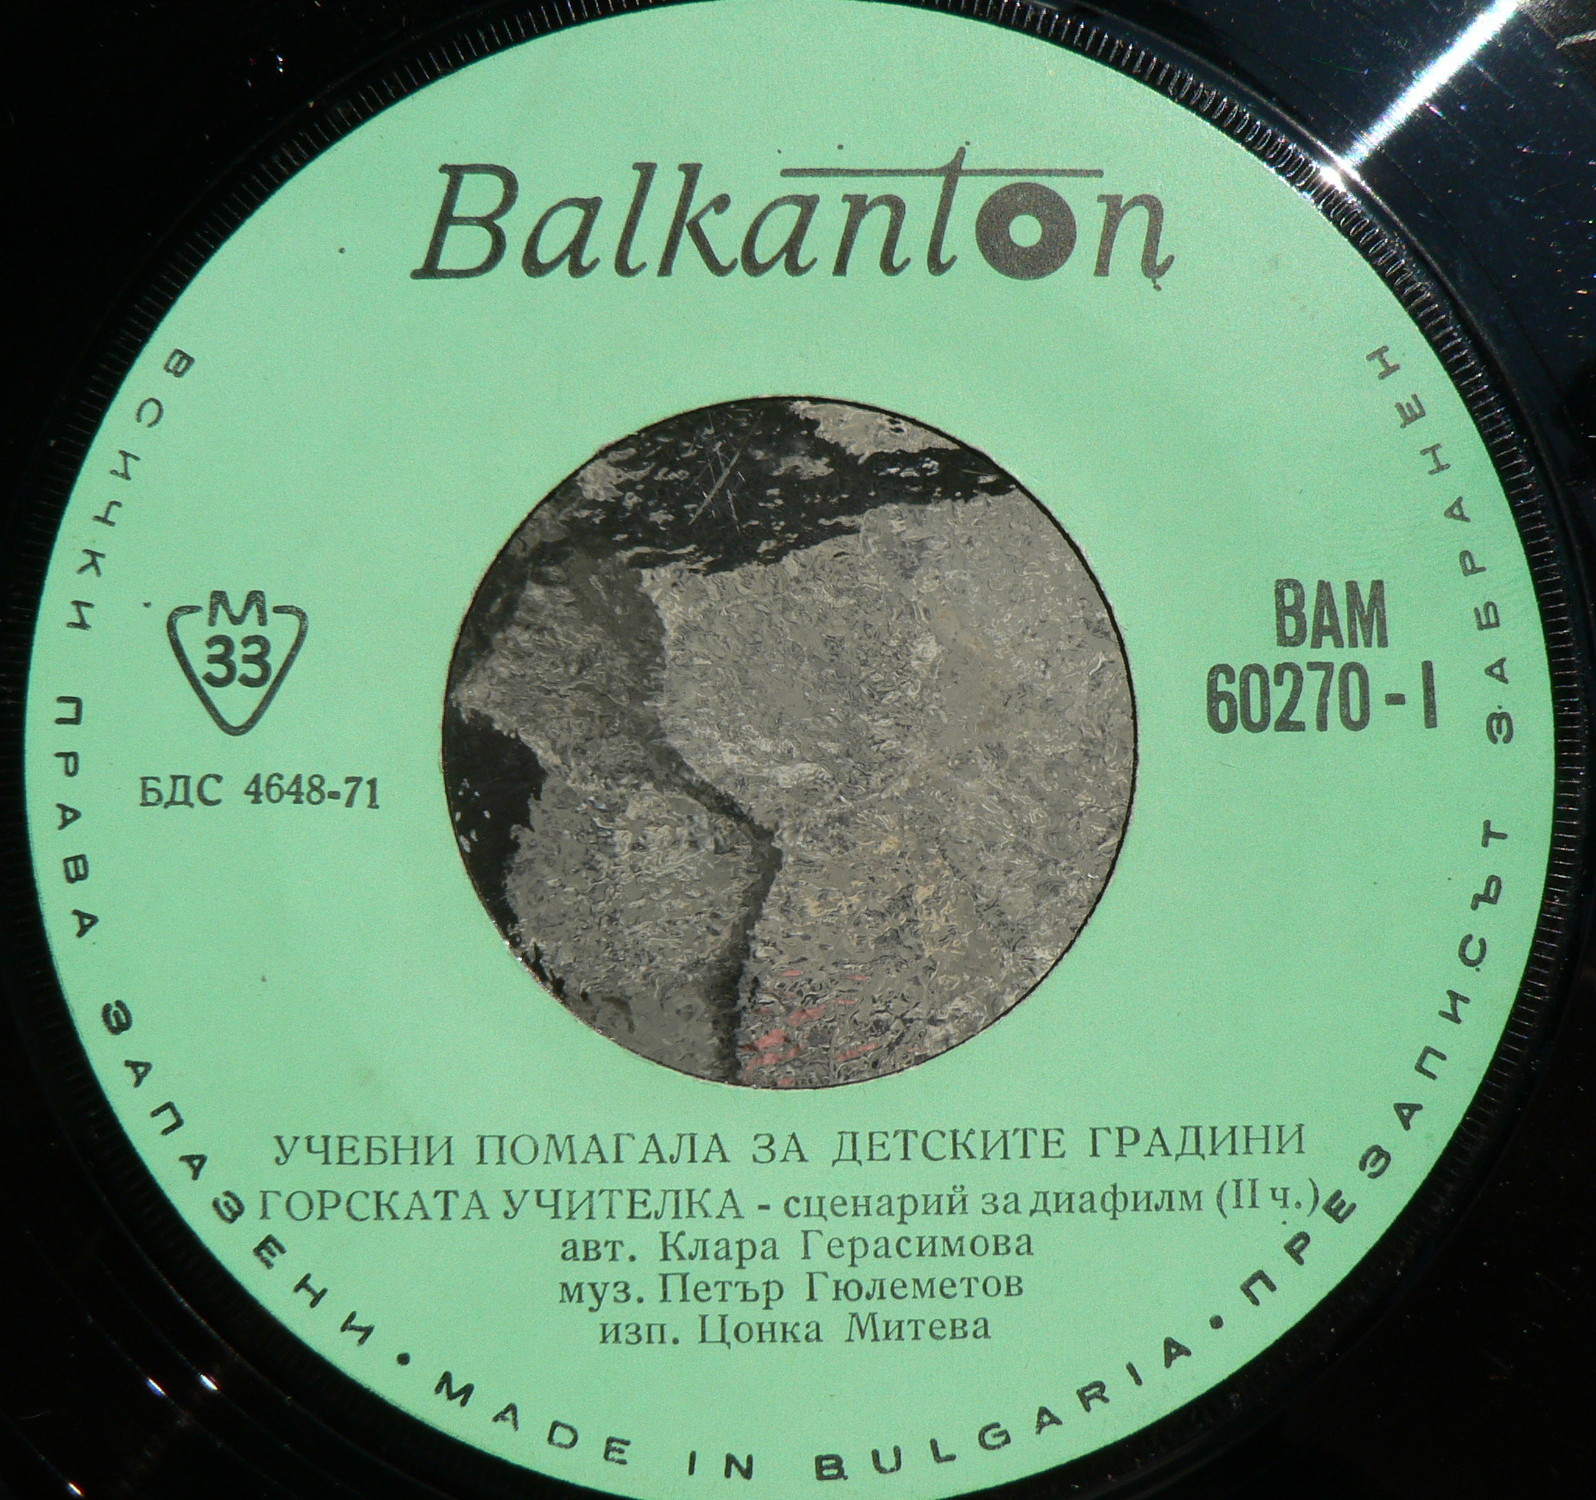 Balkanton
ВСИЧКИ ПРАВА ЗАПАЗЕНИ • MADE IN BULGARIA • ПРЕЗАПИСЪТ ЗАБРАНЕН
М
33
БДС 4648-71
ВАМ
60270 - I
УЧЕБНИ ПОМАГАЛА ЗА ДЕТСКИТЕ ГРАДИНИ
ГОРСКАТА УЧИТЕЛКА - сценарий за диафилм (II ч.)
авт. Клара Герасимова
муз. Петър Гюлеметов
изп. Цонка Митева